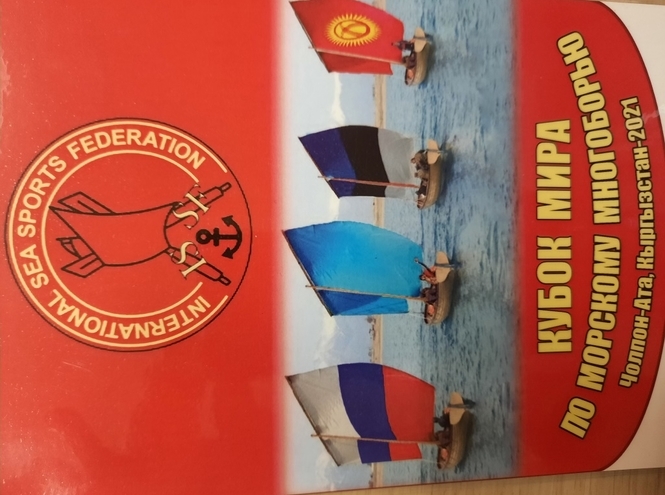 INTERNATIONAL SEA SPORTS FEDERATION
ISSF
КУБОК МИРА
ПО МОРСКОМУ МНОГОБОРЬЮ
Чолпон-Ата, Кыргызстан-2021